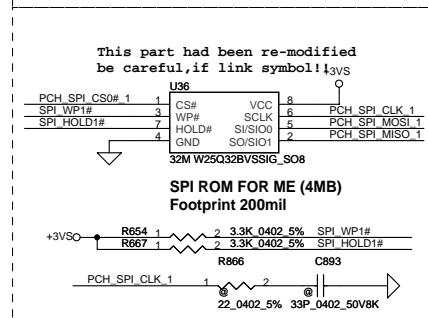 This part had been re-modified
be careful,if link symbol!!
+3VS
U36
PCH_SPI_CS0#_1 1 CS# VCC 8
SPI_WP1# 3 WP# SCLK 6 PCH_SPI_CLK_1
SPI_HOLD1# 7 HOLD# SI/SIO0 5 PCH_SPI_MOSI_1
4 GND SO/SIO1 2 PCH_SPI_MISO_1
32M W25Q32BVSSIG_SO8
SPI ROM FOR ME (4MB)
Footprint 200mil
+3VS
R654 1 2 3.3K_0402_5% SPI_WP1#
R667 1 2 3.3K_0402_5% SPI_HOLD1#
R866 C893
PCH_SPI_CLK_1 1 2
@ @
22_0402_5% 33P_0402_50V8K